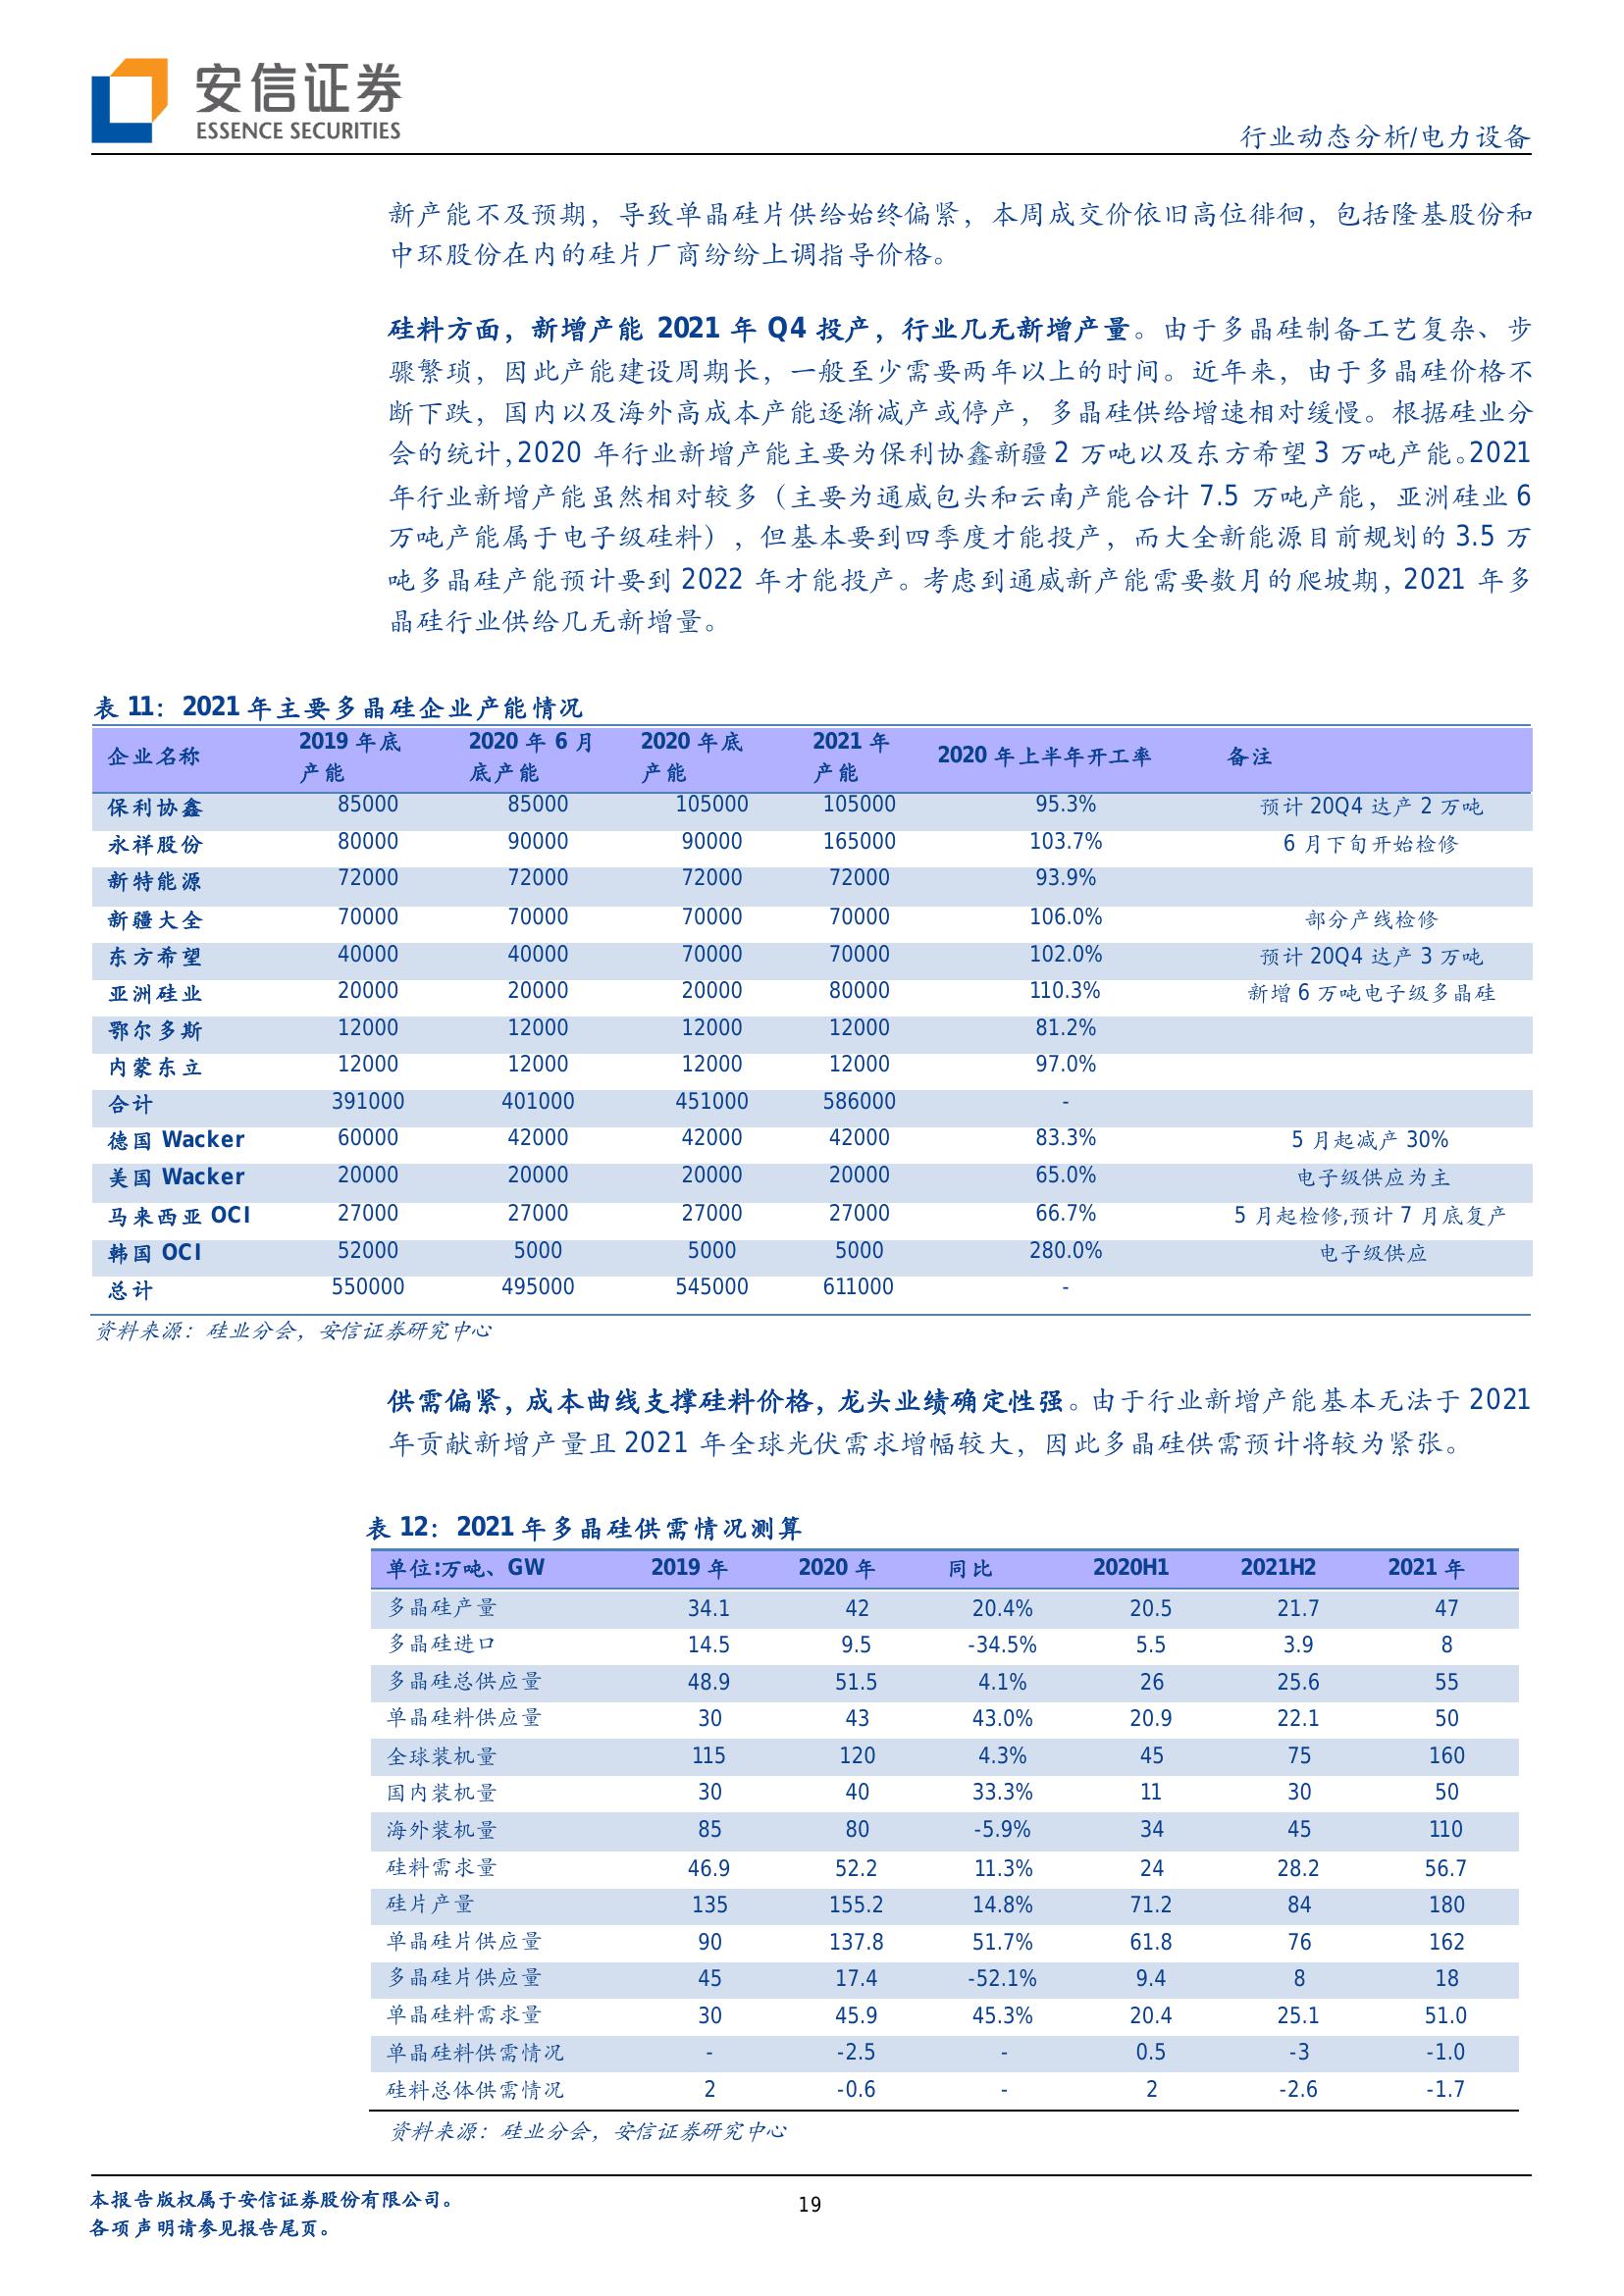 安信证券
ESSENCE SECURITIES
行业动态分析/电力设备
新产能不及预期，导致单晶硅片供给始终偏紧，本周成交价依旧高位徘徊，包括隆基股份和
中环股份在内的硅片厂商纷纷上调指导价格。
硅料方面，新增产能 2021 年 Q4 投产，行业几无新增产量。由于多晶硅制备工艺复杂、步
骤繁琐，因此产能建设周期长，一般至少需要两年以上的时间。近年来，由于多晶硅价格不
断下跌，国内以及海外高成本产能逐渐减产或停产，多晶硅供给增速相对缓慢。根据硅业分
会的统计，2020 年行业新增产能主要为保利协鑫新疆 2 万吨以及东方希望 3 万吨产能。2021
年行业新增产能虽然相对较多（主要为通威包头和云南产能合计 7.5 万吨产能，亚洲硅业 6
万吨产能属于电子级硅料），但基本要到四季度才能投产，而大全新能源目前规划的 3.5 万
吨多晶硅产能预计要到 2022 年才能投产。考虑到通威新产能需要数月的爬坡期，2021 年多
晶硅行业供给几无新增量。
表 11：2021 年主要多晶硅企业产能情况
企业名称 2019 年底产能 2020 年 6 月底产能 2020 年底产能 2021 年产能 2020 年上半年开工率 备注
保利协鑫 85000 85000 105000 105000 95.3% 预计 20Q4 达产 2 万吨
永祥股份 80000 90000 90000 165000 103.7% 6 月下旬开始检修
新特能源 72000 72000 72000 72000 93.9%
新疆大全 70000 70000 70000 70000 106.0% 部分产线检修
东方希望 40000 40000 70000 70000 102.0% 预计 20Q4 达产 3 万吨
亚洲硅业 20000 20000 20000 80000 110.3% 新增 6 万吨电子级多晶硅
鄂尔多斯 12000 12000 12000 12000 81.2%
内蒙东立 12000 12000 12000 12000 97.0%
合计 391000 401000 451000 586000 -
德国 Wacker 60000 42000 42000 42000 83.3% 5 月起减产 30%
美国 Wacker 20000 20000 20000 20000 65.0% 电子级供应为主
马来西亚 OCI 27000 27000 27000 27000 66.7% 5 月起检修,预计 7 月底复产
韩国 OCI 52000 5000 5000 5000 280.0% 电子级供应
总计 550000 495000 545000 611000 -
资料来源：硅业分会，安信证券研究中心
供需偏紧，成本曲线支撑硅料价格，龙头业绩确定性强。由于行业新增产能基本无法于 2021
年贡献新增产量且 2021 年全球光伏需求增幅较大，因此多晶硅供需预计将较为紧张。
表 12：2021 年多晶硅供需情况测算
单位:万吨、GW 2019 年 2020 年 同比 2020H1 2021H2 2021 年
多晶硅产量 34.1 42 20.4% 20.5 21.7 47
多晶硅进口 14.5 9.5 -34.5% 5.5 3.9 8
多晶硅总供应量 48.9 51.5 4.1% 26 25.6 55
单晶硅料供应量 30 43 43.0% 20.9 22.1 50
全球装机量 115 120 4.3% 45 75 160
国内装机量 30 40 33.3% 11 30 50
海外装机量 85 80 -5.9% 34 45 110
硅料需求量 46.9 52.2 11.3% 24 28.2 56.7
硅片产量 135 155.2 14.8% 71.2 84 180
单晶硅片供应量 90 137.8 51.7% 61.8 76 162
多晶硅片供应量 45 17.4 -52.1% 9.4 8 18
单晶硅料需求量 30 45.9 45.3% 20.4 25.1 51.0
单晶硅料供需情况 - -2.5 - 0.5 -3 -1.0
硅料总体供需情况 2 -0.6 - 2 -2.6 -1.7
资料来源：硅业分会，安信证券研究中心
本报告版权属于安信证券股份有限公司。
各项声明请参见报告尾页。
19